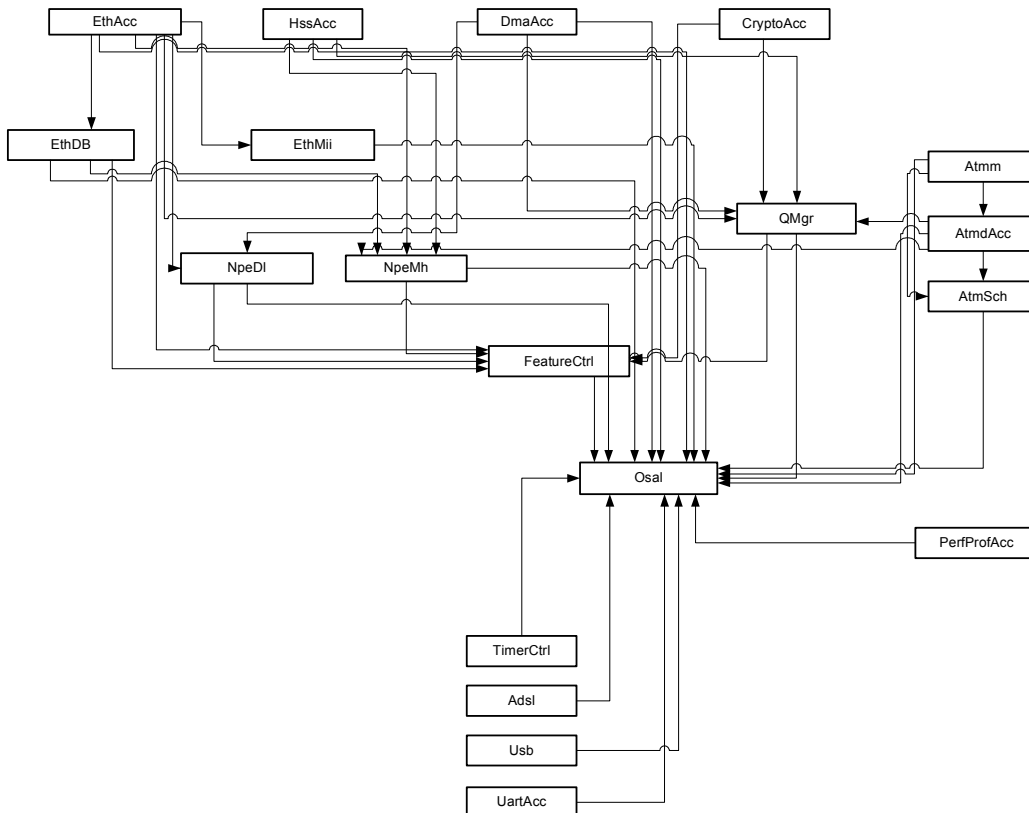 EthAcc
HssAcc
DmaAcc
CryptoAcc
EthDB
EthMii
Atmm
QMgr
AtmdAcc
NpeDl
NpeMh
AtmSch
FeatureCtrl
Osal
PerfProfAcc
TimerCtrl
Adsl
Usb
UartAcc